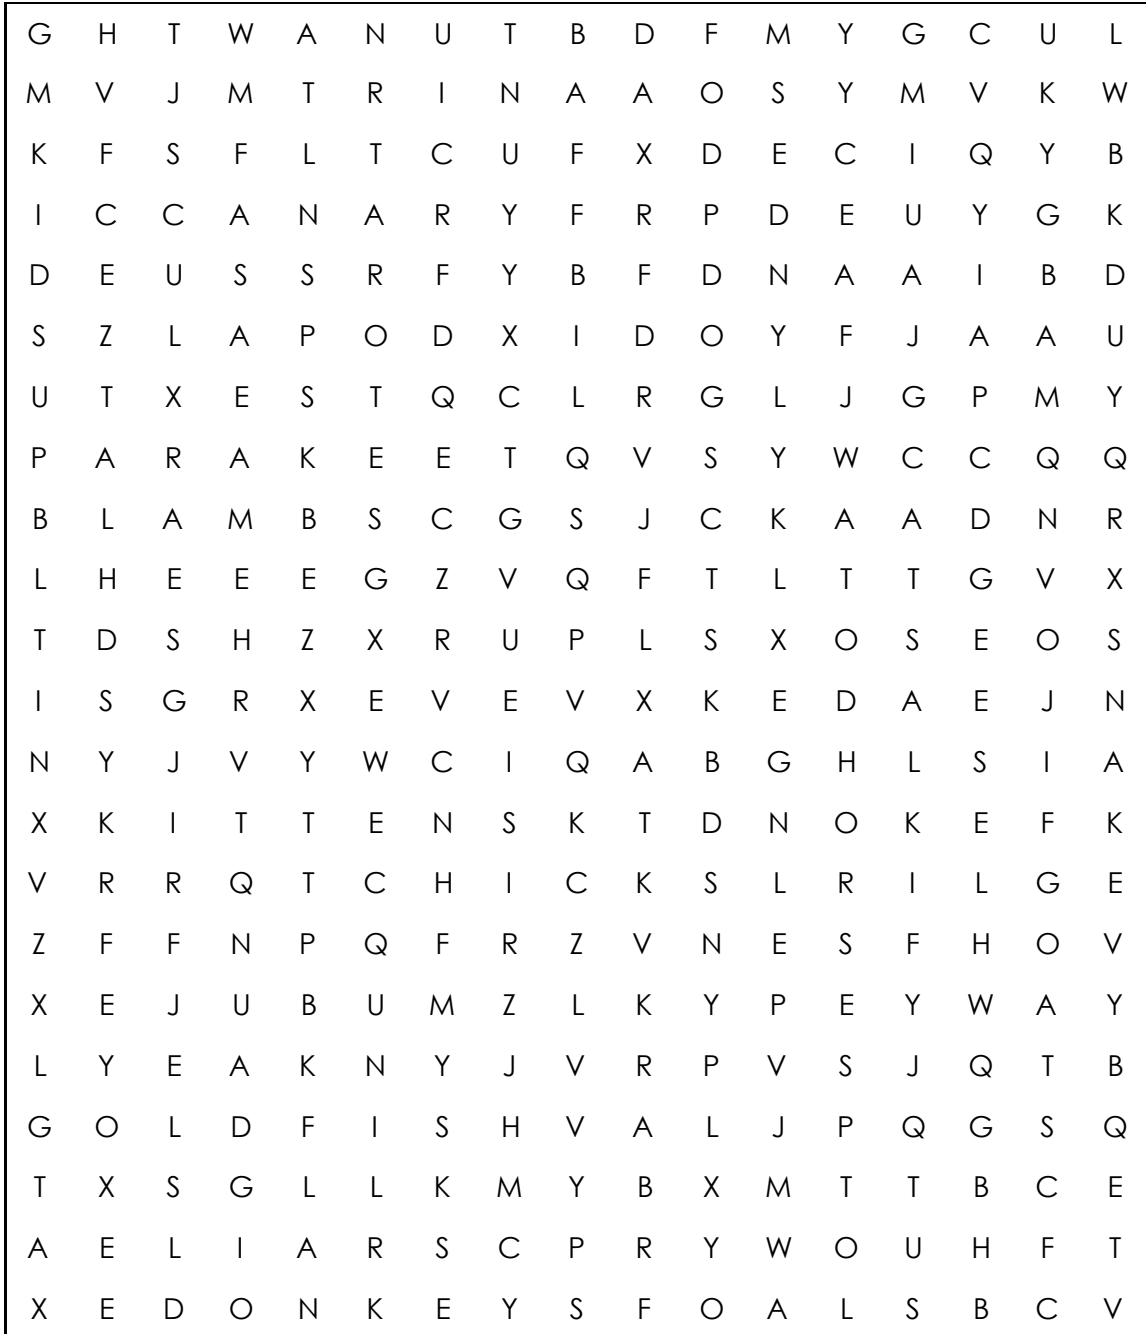 G H T W A N U T B D F M Y G C U L
M V J M T R I N A A O S Y M V K W
K F S F L T C U F X D E C I Q Y B
I C C A N A R Y F R P D E U Y G K
D E U S S R F Y B F D N A A I B D
S Z L A P O D X I D O Y F J A A U
U T X E S T Q C L R G L J G P M Y
P A R A K E E T Q V S Y W C C Q Q
B L A M B S C G S J C K A A D N R
L H E E E G Z V Q F T L T T G V X
T D S H Z X R U P L S X O S E O S
I S G R X E V E V X K E D A E J N
N Y J V Y W C I Q A B G H L S I A
X K I T T E N S K T D N O K E F K
V R R Q T C H I C K S L R I L G E
Z F F N P Q F R Z V N E S F H O V
X E J U B U M Z L K Y P E Y W A Y
L Y E A K N Y J V R P V S J Q T B
G O L D F I S H V A L J P Q G S Q
T X S G L L K M Y B X M T T B C E
A E L I A R S C P R Y W O U H F T
X E D O N K E Y S F O A L S B C V